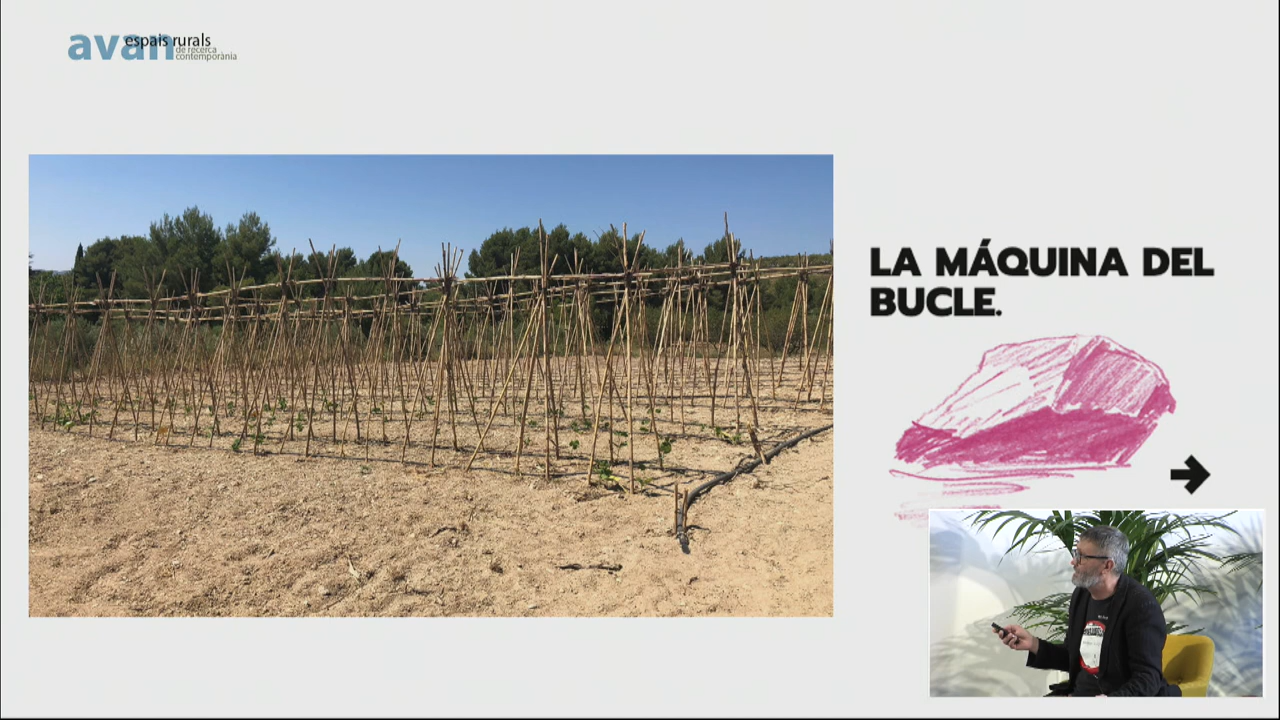 avan
espais rurals
de recerca
contemporània
LA MÁQUINA DEL
BUCLE.